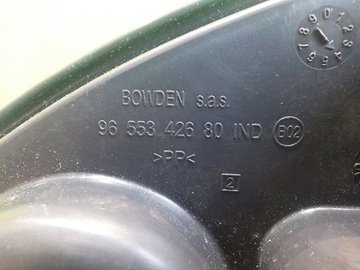 BOWDEN s.a.s.
96 553 426 80 IND B02
>PP<
2